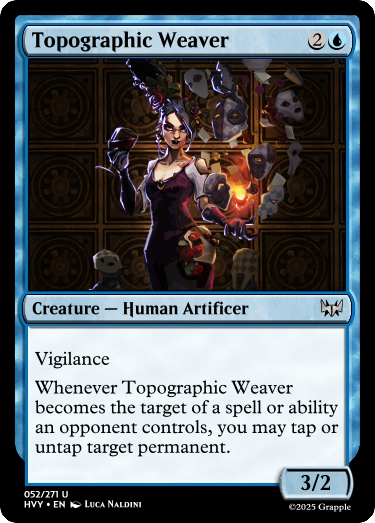 Topographic Weaver 2
Creature — Human Artificer
Vigilance
Whenever Topographic Weaver
becomes the target of a spell or ability
an opponent controls, you may tap or
untap target permanent.
3/2
052/271 U
HVY • EN Luca Naldini
©2025 Grapple